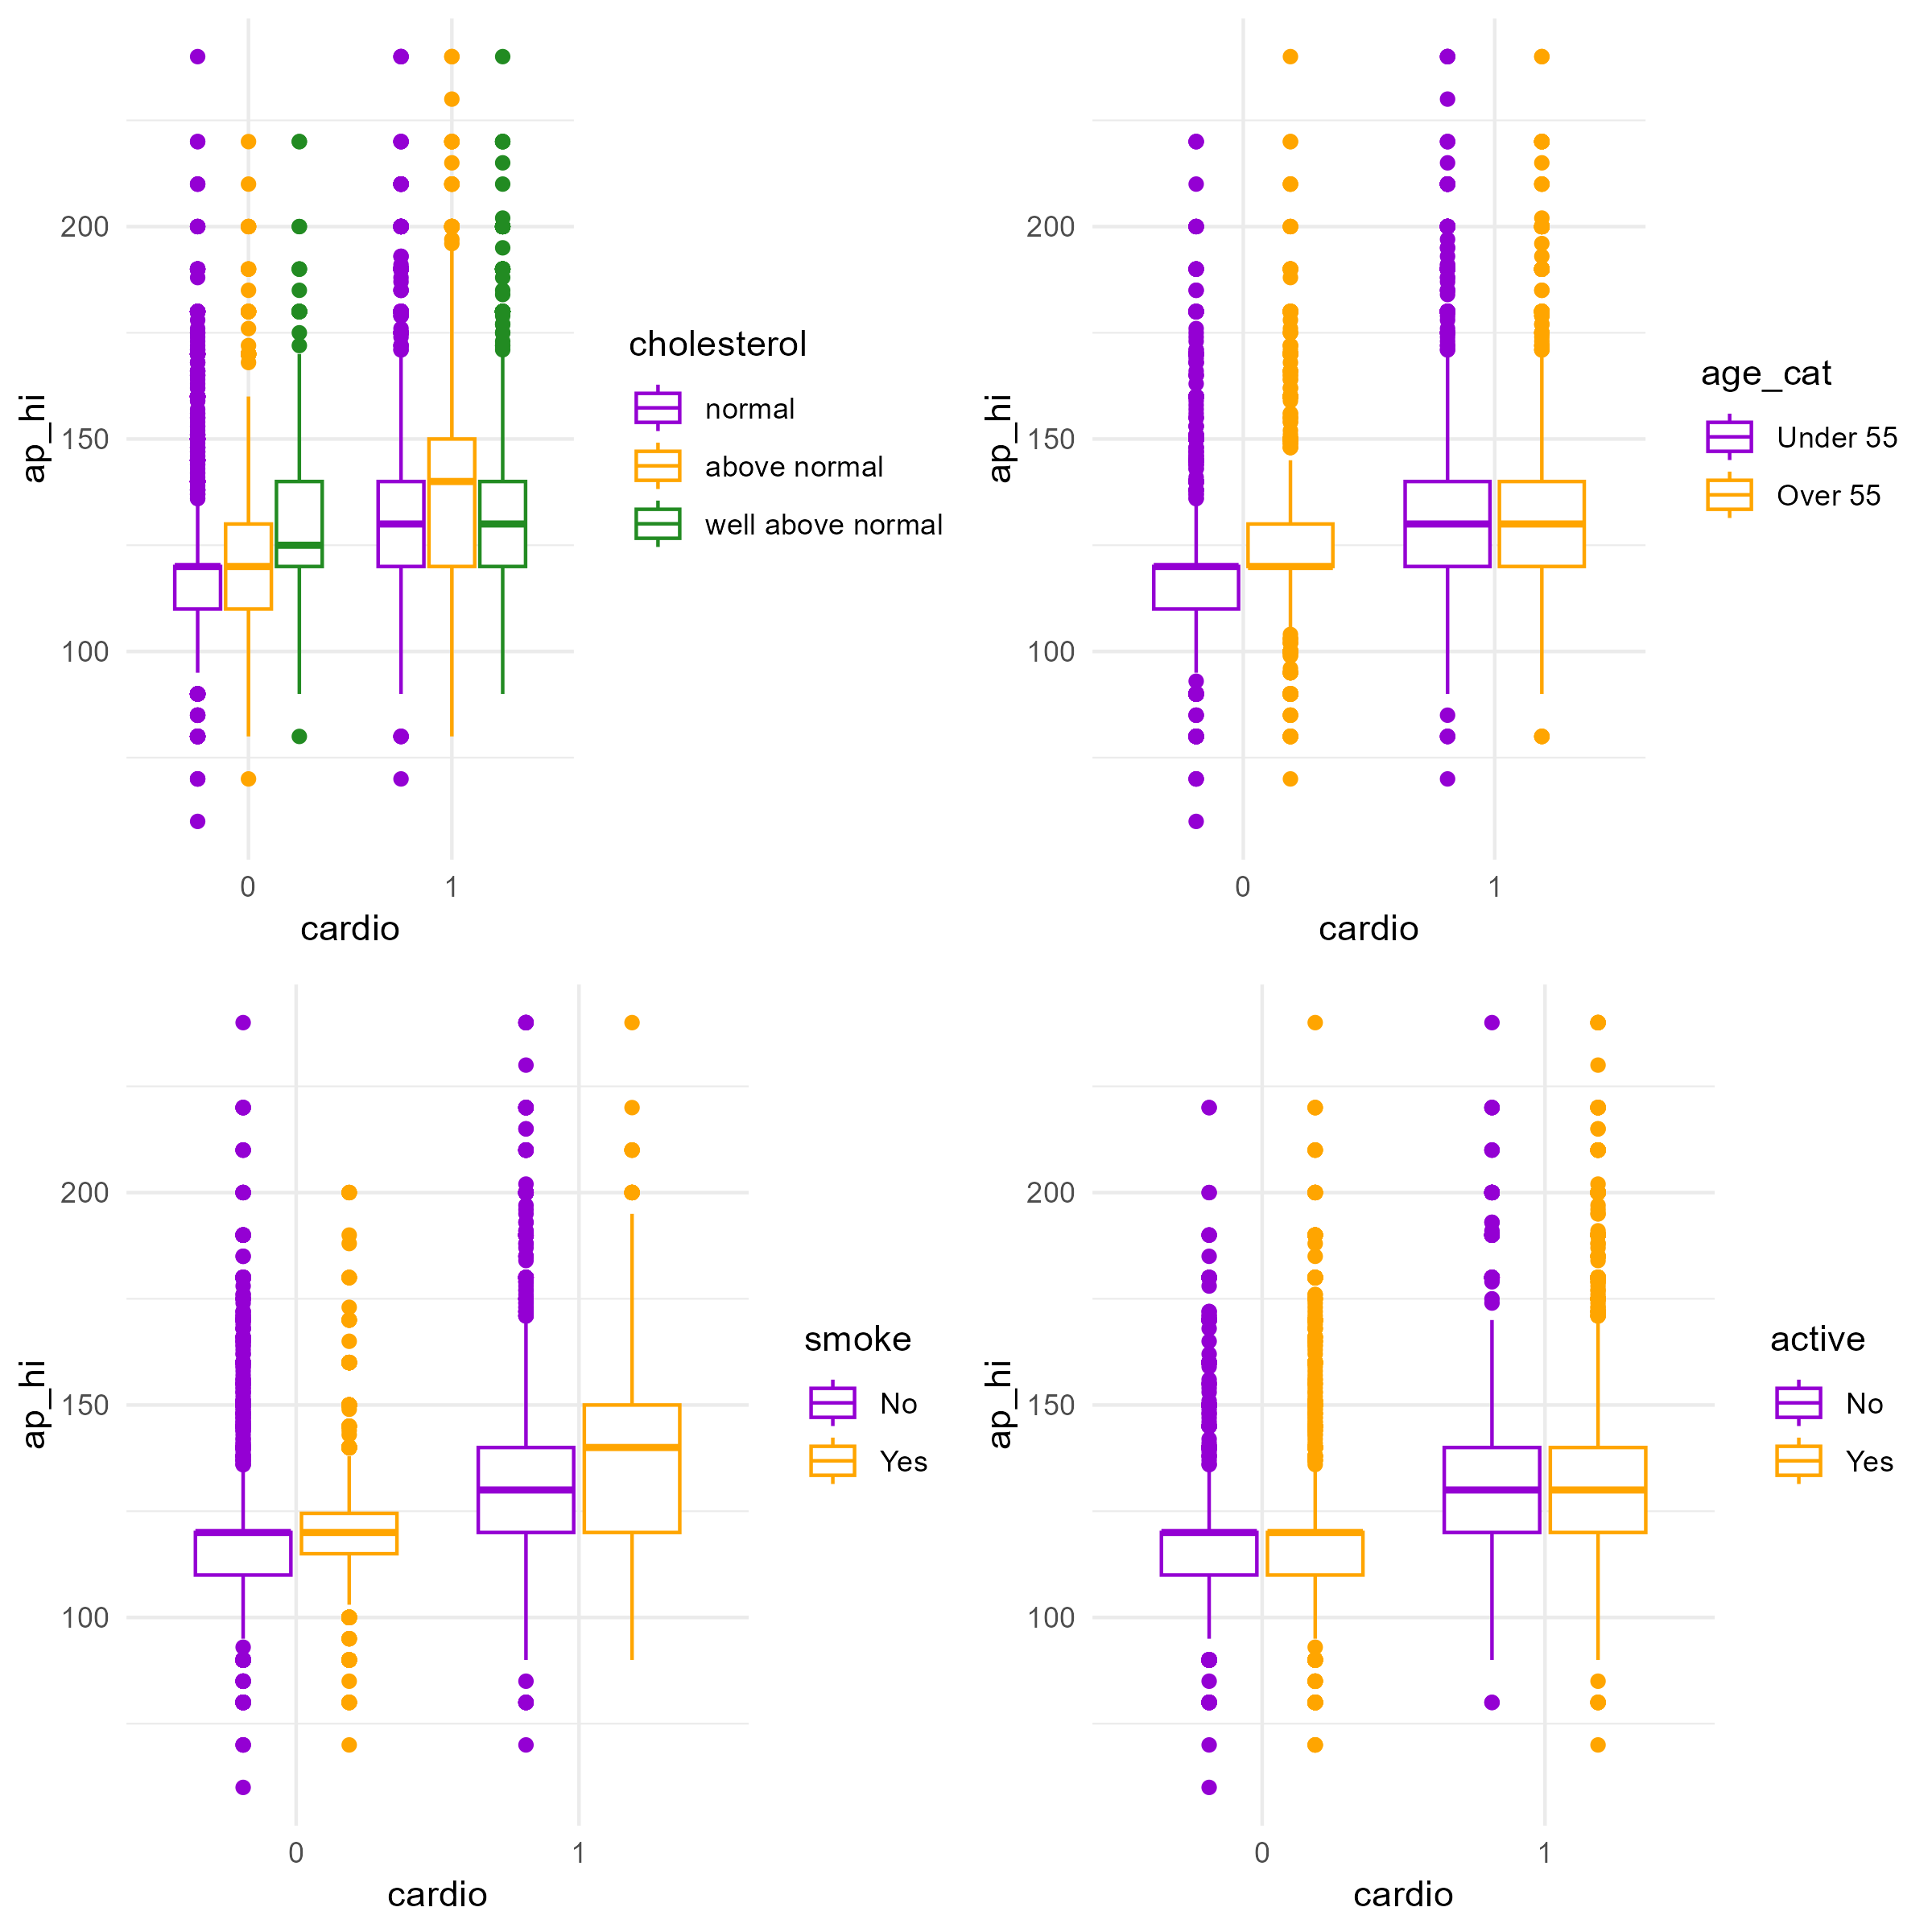 200
150
100
ap_hi
0 1
cardio
cholesterol
normal
above normal
well above normal
200
150
100
ap_hi
0 1
cardio
age_cat
Under 55
Over 55
200
150
100
ap_hi
0 1
cardio
smoke
No
Yes
200
150
100
ap_hi
0 1
cardio
active
No
Yes